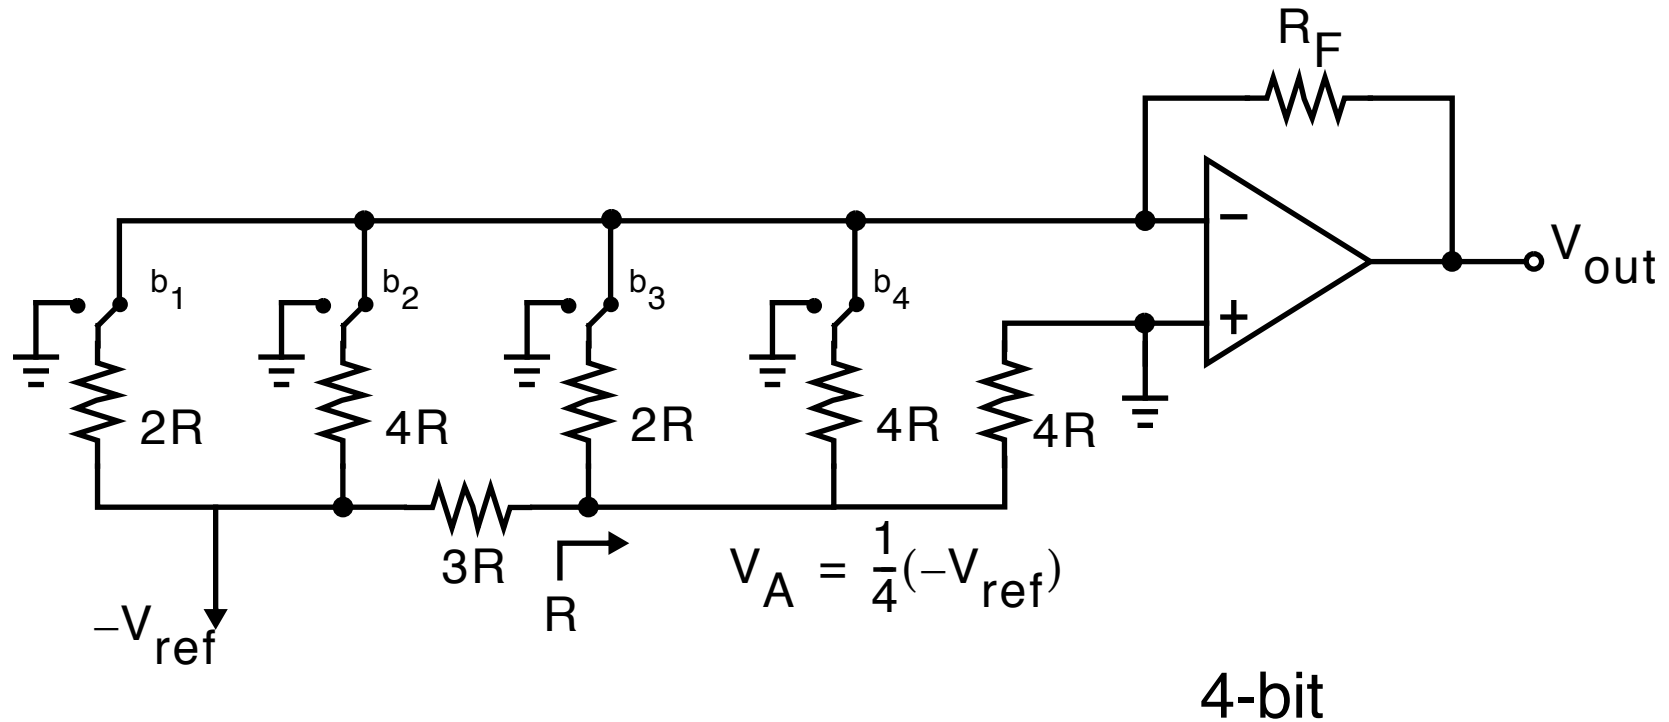 R_F
V_out
b_1 b_2 b_3 b_4
− +
2R 4R 2R 4R 4R
3R
R
V_A = 1/4(−V_ref)
−V_ref
4-bit